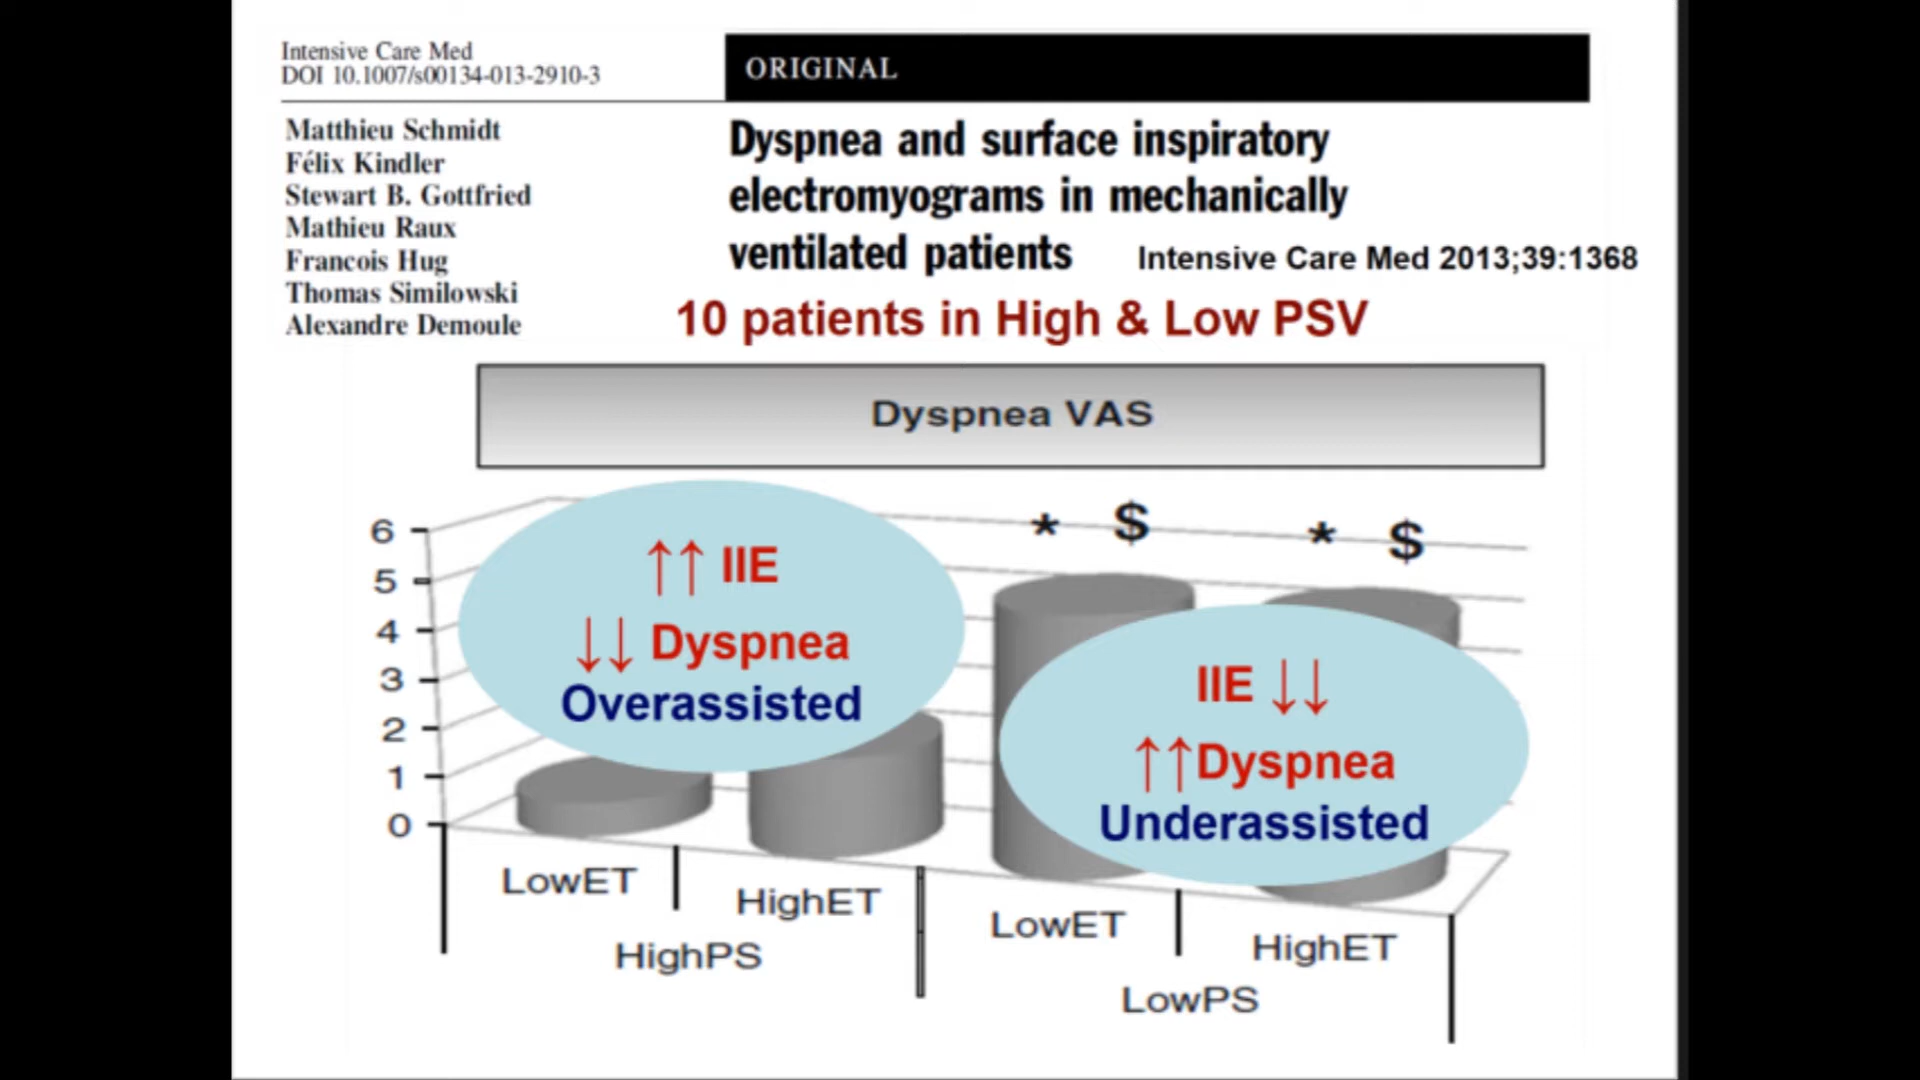 Intensive Care Med
DOI 10.1007/s00134-013-2910-3
ORIGINAL
Matthieu Schmidt
Félix Kindler
Stewart B. Gottfried
Mathieu Raux
Francois Hug
Thomas Similowski
Alexandre Demoule
Dyspnea and surface inspiratory
electromyograms in mechanically
ventilated patients
Intensive Care Med 2013;39:1368
10 patients in High & Low PSV
Dyspnea VAS
6
5
4
3
2
1
0
↑↑ IIE
↓↓ Dyspnea
Overassisted
* $
* $
IIE ↓↓
↑↑Dyspnea
Underassisted
LowET
HighET
LowET
HighET
HighPS
LowPS